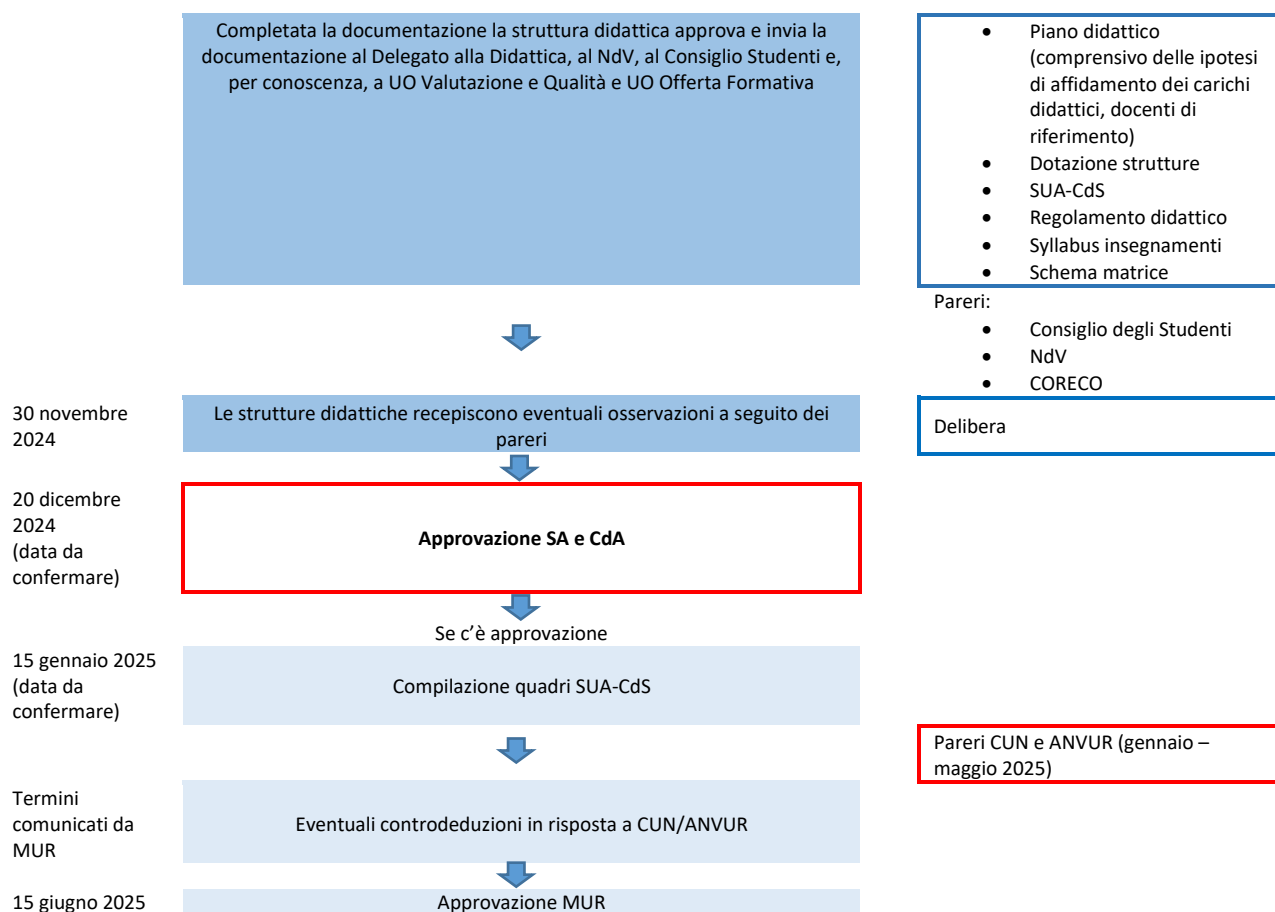 Completata la documentazione la struttura didattica approva e invia la
documentazione al Delegato alla Didattica, al NdV, al Consiglio Studenti e,
per conoscenza, a UO Valutazione e Qualità e UO Offerta Formativa
• Piano didattico
(comprensivo delle ipotesi
di affidamento dei carichi
didattici, docenti di
riferimento)
• Dotazione strutture
• SUA-CdS
• Regolamento didattico
• Syllabus insegnamenti
• Schema matrice
Pareri:
• Consiglio degli Studenti
• NdV
• CORECO
30 novembre
2024
Le strutture didattiche recepiscono eventuali osservazioni a seguito dei
pareri
Delibera
20 dicembre
2024
(data da
confermare)
Approvazione SA e CdA
Se c’è approvazione
15 gennaio 2025
(data da
confermare)
Compilazione quadri SUA-CdS
Pareri CUN e ANVUR (gennaio –
maggio 2025)
Termini
comunicati da
MUR
Eventuali controdeduzioni in risposta a CUN/ANVUR
15 giugno 2025
Approvazione MUR